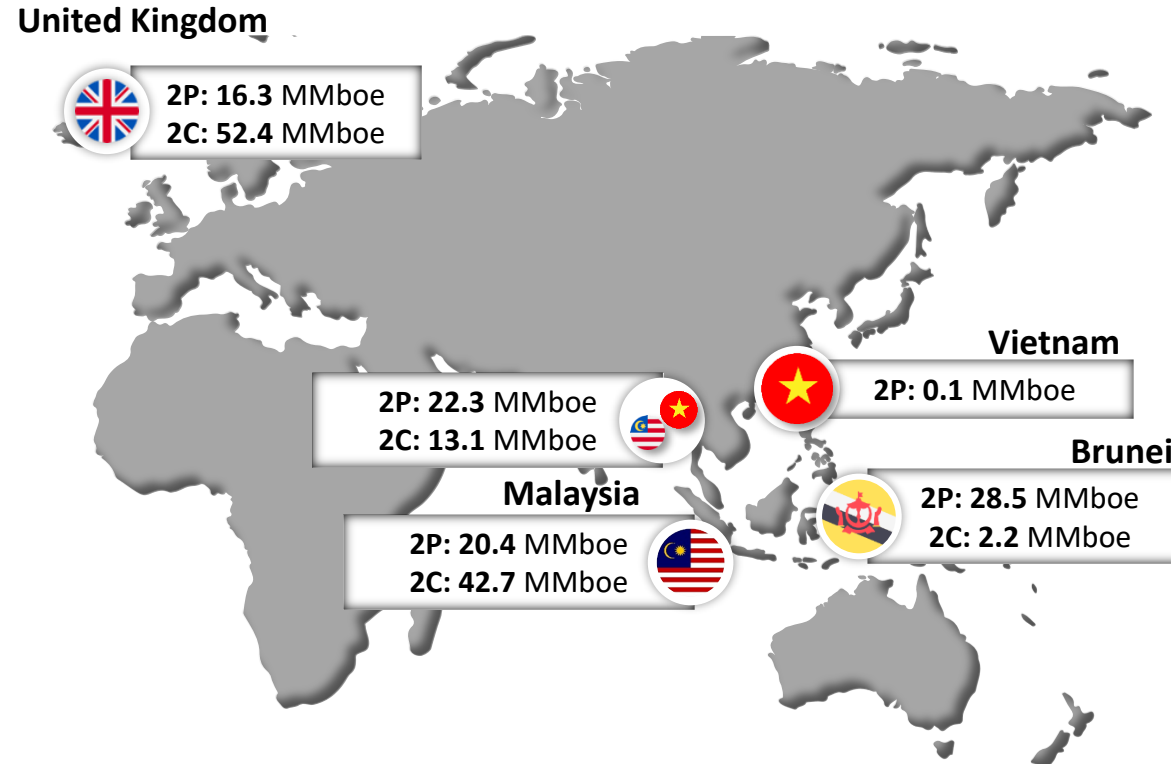 United Kingdom
2P: 16.3 MMboe
2C: 52.4 MMboe
Vietnam
2P: 0.1 MMboe
2P: 22.3 MMboe
2C: 13.1 MMboe
Brunei
2P: 28.5 MMboe
2C: 2.2 MMboe
Malaysia
2P: 20.4 MMboe
2C: 42.7 MMboe